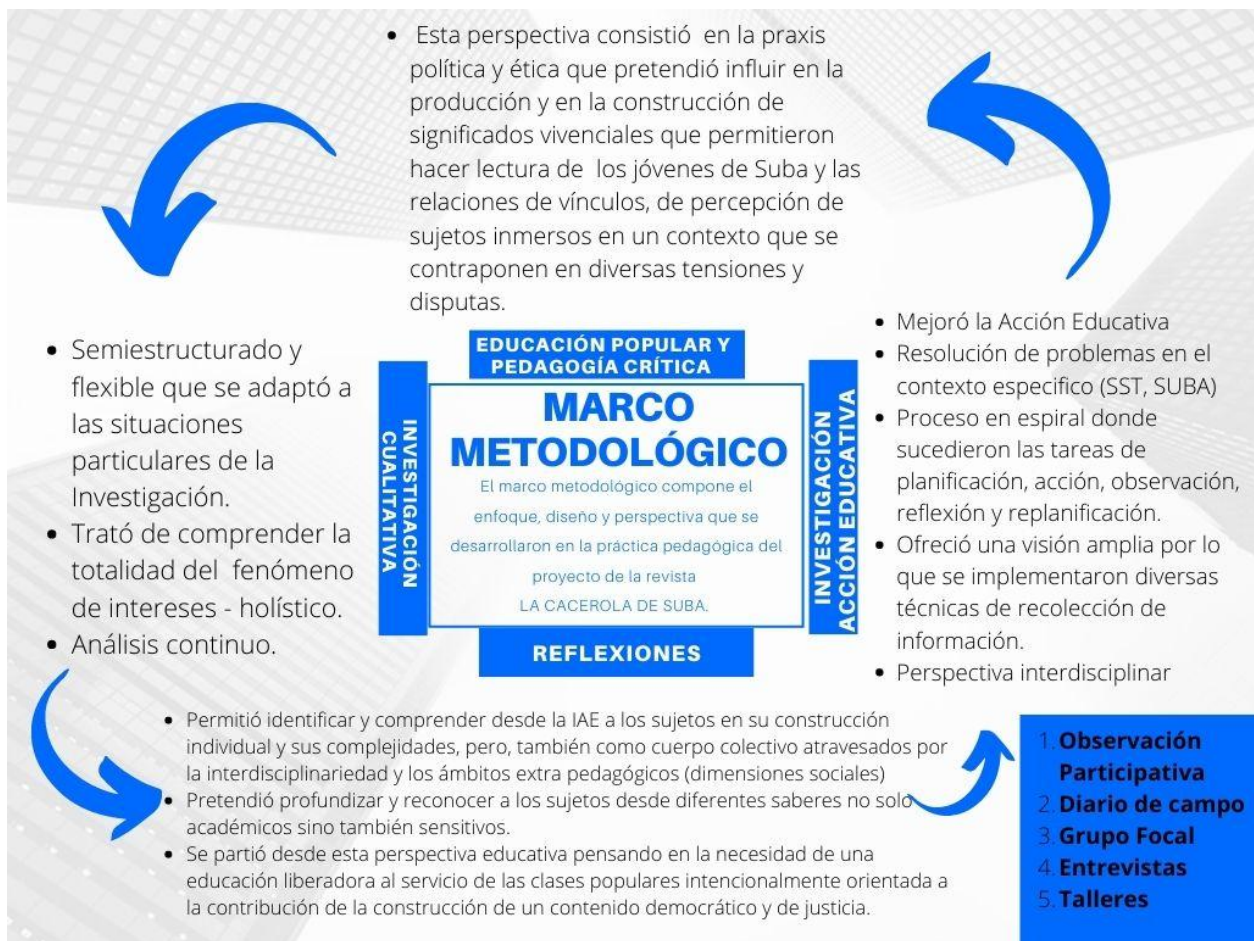 • Esta perspectiva consistió en la praxis
política y ética que pretendió influir en la
producción y en la construcción de
significados vivenciales que permitieron
hacer lectura de los jóvenes de Suba y las
relaciones de vínculos, de percepción de
sujetos inmersos en un contexto que se
contraponen en diversas tensiones y
disputas.
• Semiestructurado y
flexible que se adaptó a
las situaciones
particulares de la
Investigación.
• Trató de comprender la
totalidad del fenómeno
de intereses - holístico.
• Análisis continuo.
EDUCACIÓN POPULAR Y
PEDAGOGÍA CRÍTICA
INVESTIGACIÓN
CUALITATIVA
MARCO
METODOLÓGICO
El marco metodológico compone el
enfoque, diseño y perspectiva que se
desarrollaron en la práctica pedagógica del
proyecto de la revista
LA CACEROLA DE SUBA.
INVESTIGACIÓN
ACCIÓN EDUCATIVA
REFLEXIONES
• Mejoró la Acción Educativa
• Resolución de problemas en el
contexto especifico (SST, SUBA)
• Proceso en espiral donde
sucedieron las tareas de
planificación, acción, observación,
reflexión y replanificación.
• Ofreció una visión amplia por lo
que se implementaron diversas
técnicas de recolección de
información.
• Perspectiva interdisciplinar
• Permitió identificar y comprender desde la IAE a los sujetos en su construcción
individual y sus complejidades, pero, también como cuerpo colectivo atravesados por
la interdisciplinariedad y los ámbitos extra pedagógicos (dimensiones sociales)
• Pretendió profundizar y reconocer a los sujetos desde diferentes saberes no solo
académicos sino también sensitivos.
• Se partió desde esta perspectiva educativa pensando en la necesidad de una
educación liberadora al servicio de las clases populares intencionalmente orientada a
la contribución de la construcción de un contenido democrático y de justicia.
1. Observación
Participativa
2. Diario de campo
3. Grupo Focal
4. Entrevistas
5. Talleres